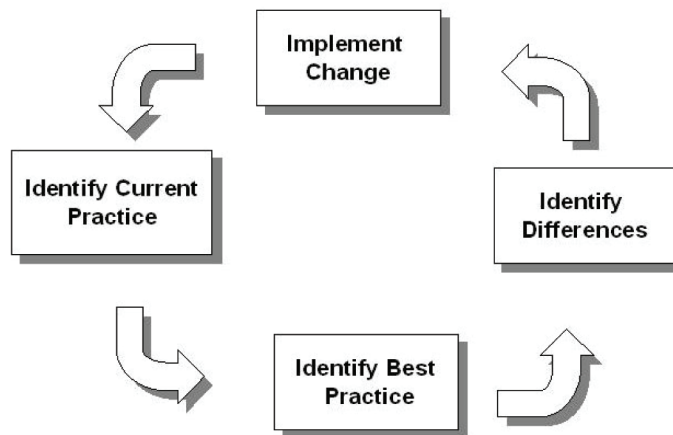 Implement
Change
Identify Current
Practice
Identify
Differences
Identify Best
Practice